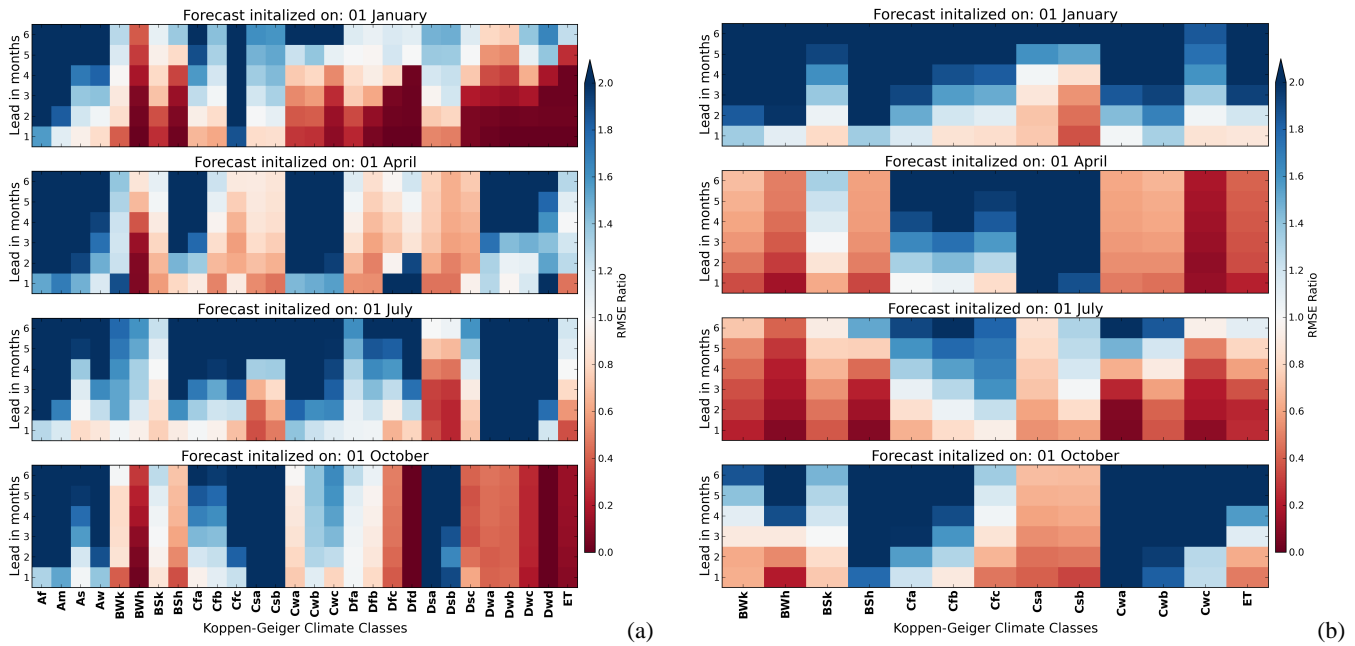 Forecast initalized on: 01 January
Lead in months
6
5
4
3
2
1
Forecast initalized on: 01 April
Lead in months
6
5
4
3
2
1
Forecast initalized on: 01 July
Lead in months
6
5
4
3
2
1
Forecast initalized on: 01 October
Lead in months
6
5
4
3
2
1
Af Am As Aw BWk BWh BSk BSh Cfa Cfb Cfc Csa Csb Cwa Cwb Cwc Dfa Dfb Dfc Dfd Dsa Dsb Dsc Dwa Dwb Dwc Dwd ET
Koppen-Geiger Climate Classes
2.0
1.8
1.6
1.4
1.2
1.0
0.8
0.6
0.4
0.2
0.0
RMSE Ratio
(a)
Forecast initalized on: 01 January
Lead in months
6
5
4
3
2
1
Forecast initalized on: 01 April
Lead in months
6
5
4
3
2
1
Forecast initalized on: 01 July
Lead in months
6
5
4
3
2
1
Forecast initalized on: 01 October
Lead in months
6
5
4
3
2
1
BWk BWh BSk BSh Cfa Cfb Cfc Csa Csb Cwa Cwb Cwc ET
Koppen-Geiger Climate Classes
2.0
1.8
1.6
1.4
1.2
1.0
0.8
0.6
0.4
0.2
0.0
RMSE Ratio
(b)